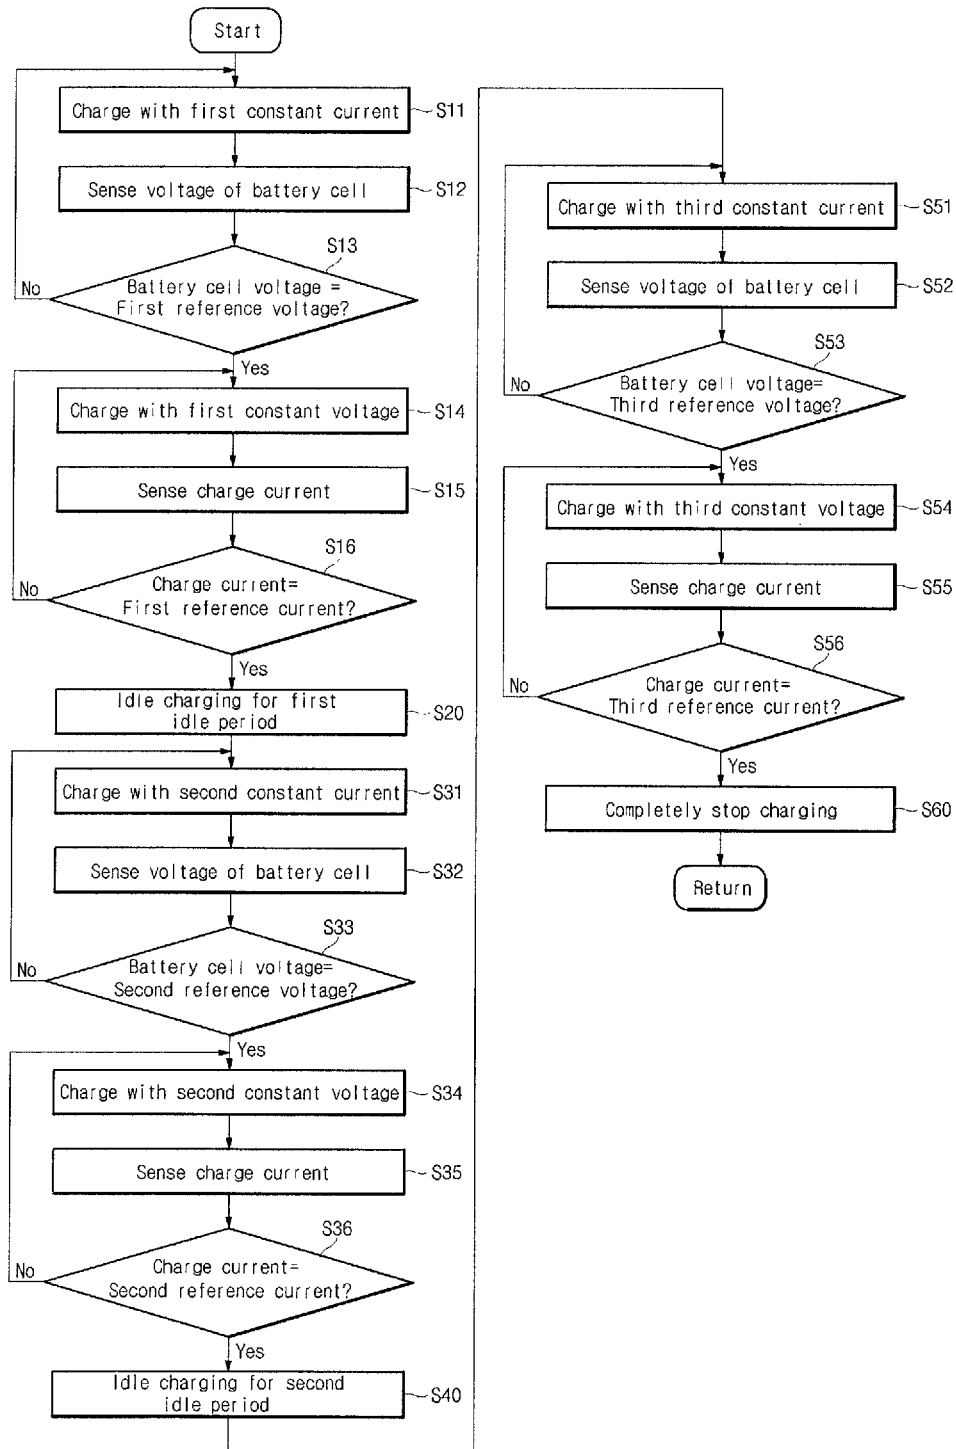 Start
Charge with first constant current
S11
Sense voltage of battery cell
S12
S13
Battery cell voltage =
First reference voltage?
No
Yes
Charge with first constant voltage
S14
Sense charge current
S15
S16
Charge current=
First reference current?
No
Yes
Idle charging for first
idle period
S20
Charge with second constant current
S31
Sense voltage of battery cell
S32
S33
Battery cell voltage=
Second reference voltage?
No
Yes
Charge with second constant voltage
S34
Sense charge current
S35
S36
Charge current=
Second reference current?
No
Yes
Idle charging for second
idle period
S40
Charge with third constant current
S51
Sense voltage of battery cell
S52
S53
Battery cell voltage=
Third reference voltage?
No
Yes
Charge with third constant voltage
S54
Sense charge current
S55
S56
Charge current=
Third reference current?
No
Yes
Completely stop charging
S60
Return